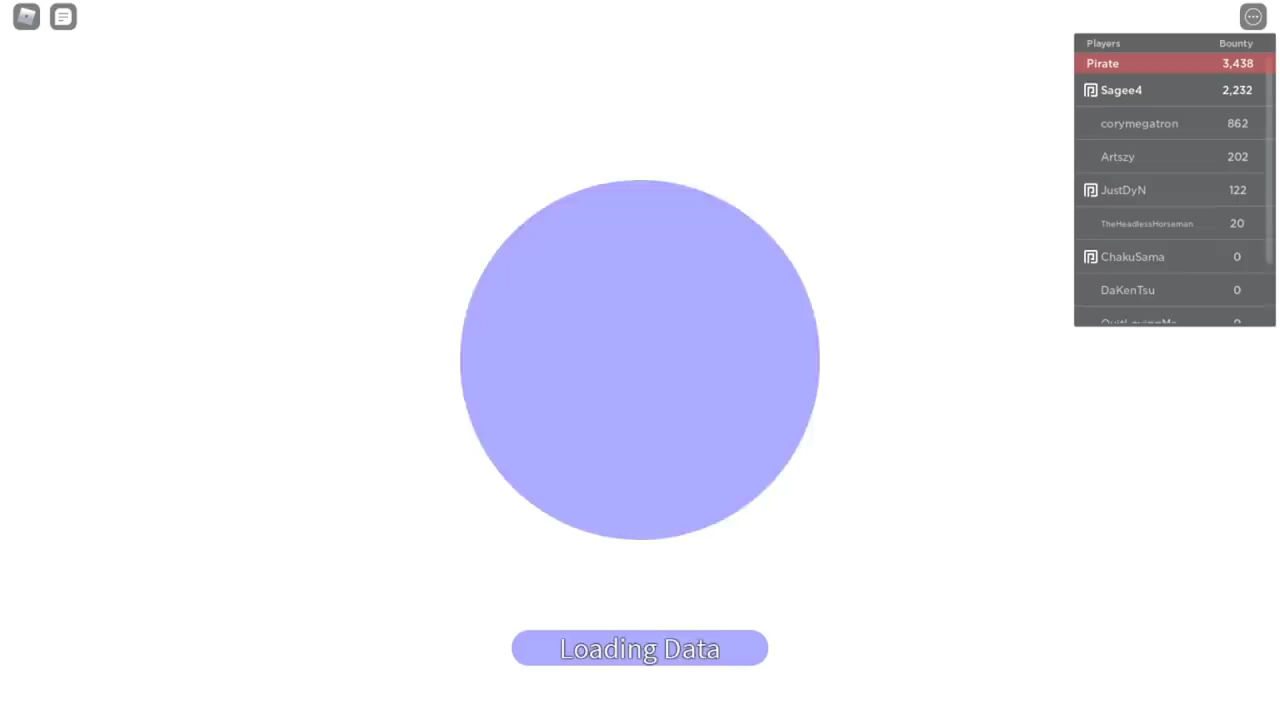 Players Bounty
Pirate 3,438
Sagee4 2,232
corymegatron 862
Artszy 202
JustDyN 122
TheHeadlessHorseman 20
ChakuSama 0
DaKenTsu 0
Loading Data